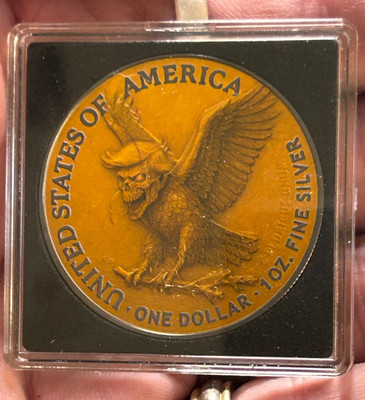 UNITED STATES OF AMERICA
· ONE DOLLAR · 1 OZ. FINE SILVER